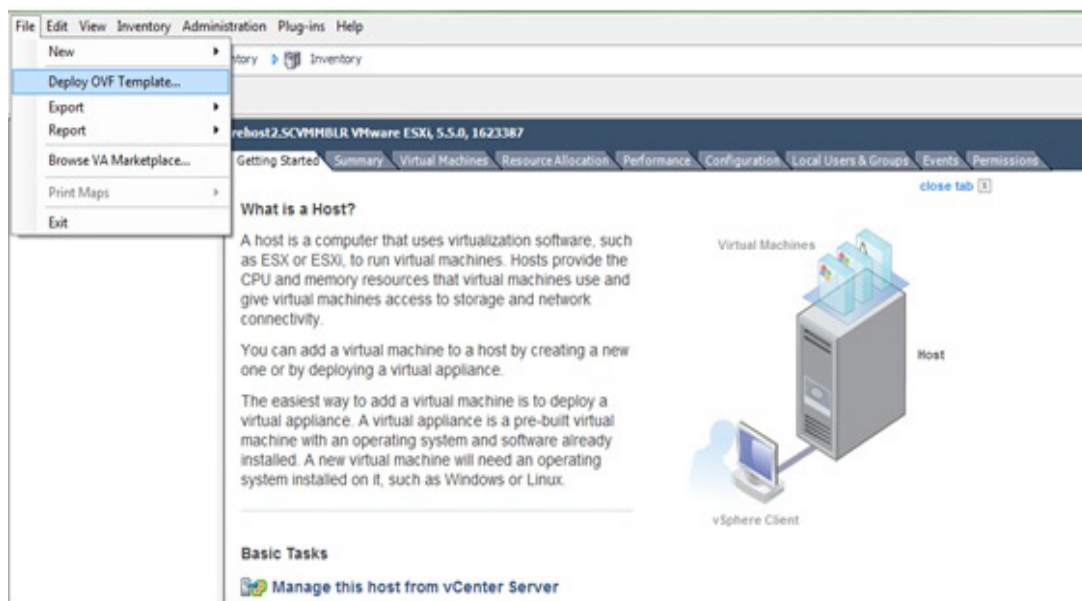 File Edit View Inventory Administration Plug-ins Help
New
Deploy OVF Template...
Export
Report
Browse VA Marketplace...
Print Maps
Exit
Inventory
rehost2.SCVMMBLR VMware ESXi, 5.5.0, 1623387
Getting Started Summary Virtual Machines Resource Allocation Performance Configuration Local Users & Groups Events Permissions
close tab
What is a Host?
A host is a computer that uses virtualization software, such
as ESX or ESXi, to run virtual machines. Hosts provide the
CPU and memory resources that virtual machines use and
give virtual machines access to storage and network
connectivity.
You can add a virtual machine to a host by creating a new
one or by deploying a virtual appliance.
The easiest way to add a virtual machine is to deploy a
virtual appliance. A virtual appliance is a pre-built virtual
machine with an operating system and software already
installed. A new virtual machine will need an operating
system installed on it, such as Windows or Linux.
Virtual Machines
Host
vSphere Client
Basic Tasks
Manage this host from vCenter Server